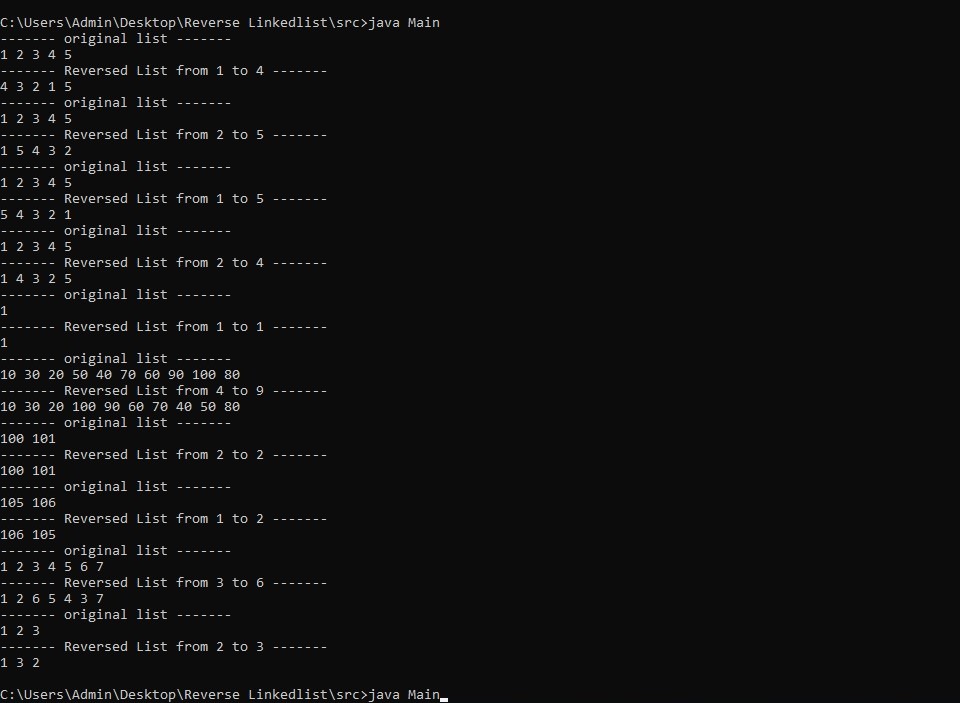 C:\Users\Admin\Desktop\Reverse Linkedlist\src>java Main
------- original list -------
1 2 3 4 5
------- Reversed List from 1 to 4 -------
4 3 2 1 5
------- original list -------
1 2 3 4 5
------- Reversed List from 2 to 5 -------
1 5 4 3 2
------- original list -------
1 2 3 4 5
------- Reversed List from 1 to 5 -------
5 4 3 2 1
------- original list -------
1 2 3 4 5
------- Reversed List from 2 to 4 -------
1 4 3 2 5
------- original list -------
1
------- Reversed List from 1 to 1 -------
1
------- original list -------
10 30 20 50 40 70 60 90 100 80
------- Reversed List from 4 to 9 -------
10 30 20 100 90 60 70 40 50 80
------- original list -------
100 101
------- Reversed List from 2 to 2 -------
100 101
------- original list -------
105 106
------- Reversed List from 1 to 2 -------
106 105
------- original list -------
1 2 3 4 5 6 7
------- Reversed List from 3 to 6 -------
1 2 6 5 4 3 7
------- original list -------
1 2 3
------- Reversed List from 2 to 3 -------
1 3 2
C:\Users\Admin\Desktop\Reverse Linkedlist\src>java Main